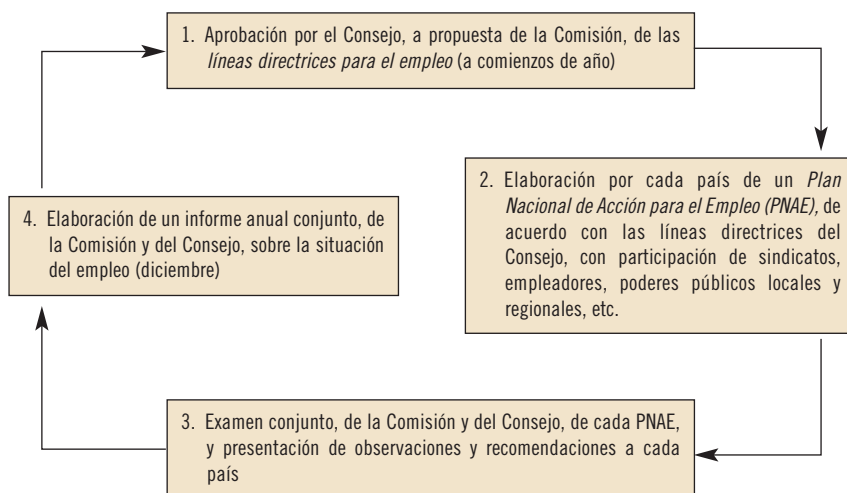 1. Aprobación por el Consejo, a propuesta de la Comisión, de las
líneas directrices para el empleo (a comienzos de año)
2. Elaboración por cada país de un Plan
Nacional de Acción para el Empleo (PNAE), de
acuerdo con las líneas directrices del
Consejo, con participación de sindicatos,
empleadores, poderes públicos locales y
regionales, etc.
3. Examen conjunto, de la Comisión y del Consejo, de cada PNAE,
y presentación de observaciones y recomendaciones a cada
país
4. Elaboración de un informe anual conjunto, de
la Comisión y del Consejo, sobre la situación
del empleo (diciembre)